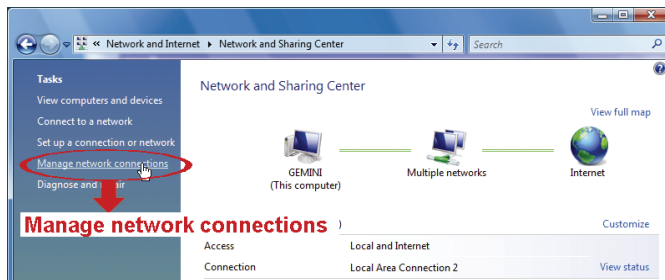 « Network and Internet ▸ Network and Sharing Center
Search
Tasks
View computers and devices
Connect to a network
Set up a connection or network
Manage network connections
Diagnose and
Network and Sharing Center
View full map
GEMINI
(This computer)
Multiple networks
Internet
Manage network connections
)
Customize
Access
Local and Internet
Connection
Local Area Connection 2
View status